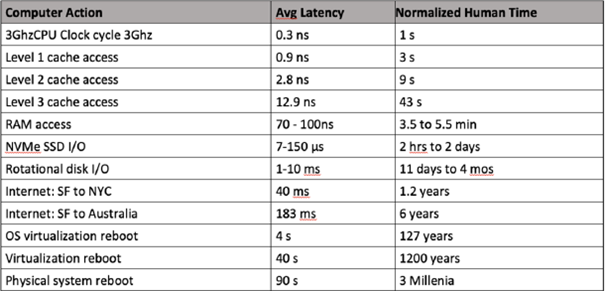 Computer Action Avg Latency Normalized Human Time
3GhzCPU Clock cycle 3Ghz 0.3 ns 1 s
Level 1 cache access 0.9 ns 3 s
Level 2 cache access 2.8 ns 9 s
Level 3 cache access 12.9 ns 43 s
RAM access 70 - 100ns 3.5 to 5.5 min
NVMe SSD I/O 7-150 µs 2 hrs to 2 days
Rotational disk I/O 1-10 ms 11 days to 4 mos
Internet: SF to NYC 40 ms 1.2 years
Internet: SF to Australia 183 ms 6 years
OS virtualization reboot 4 s 127 years
Virtualization reboot 40 s 1200 years
Physical system reboot 90 s 3 Millenia